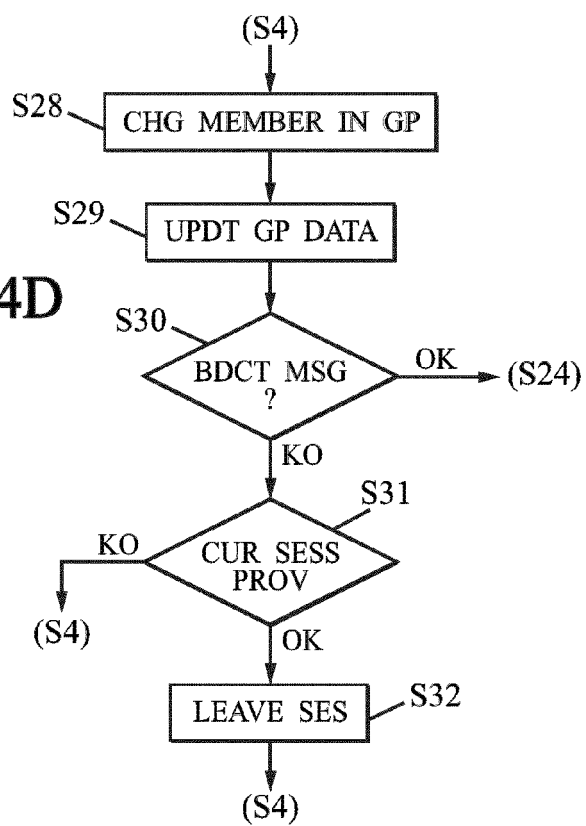 (S4)
S28
CHG MEMBER IN GP
S29
UPDT GP DATA
4D
S30
BDCT MSG
?
OK
(S24)
KO
S31
KO
CUR SESS
PROV
(S4)
OK
LEAVE SES
S32
(S4)